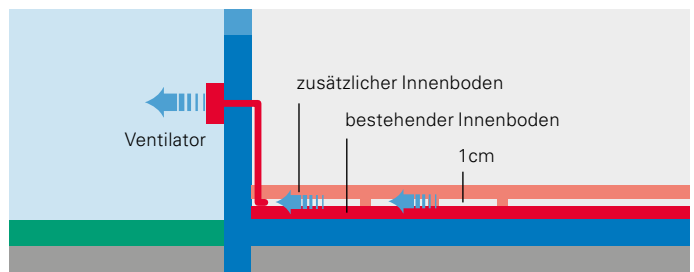 zusätzlicher Innenboden
bestehender Innenboden
Ventilator
1cm